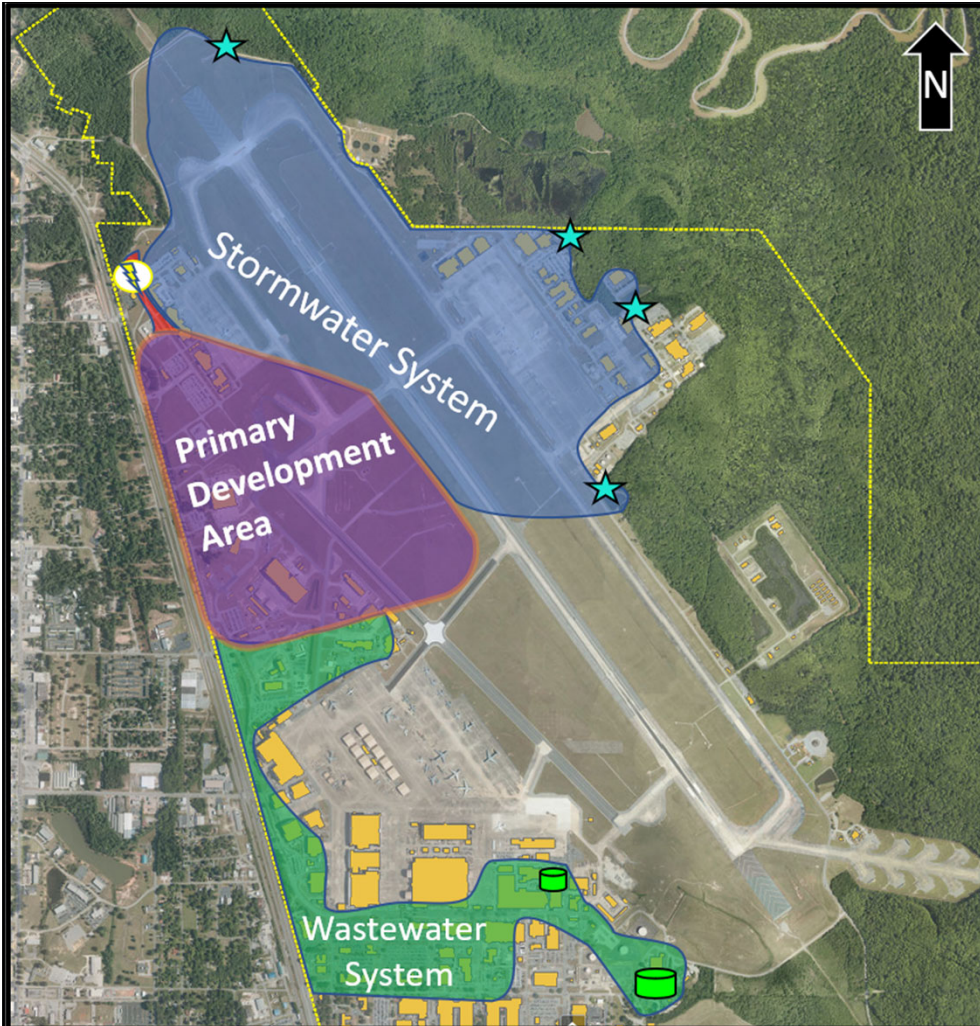 N
Stormwater System
Primary
Development
Area
Wastewater
System